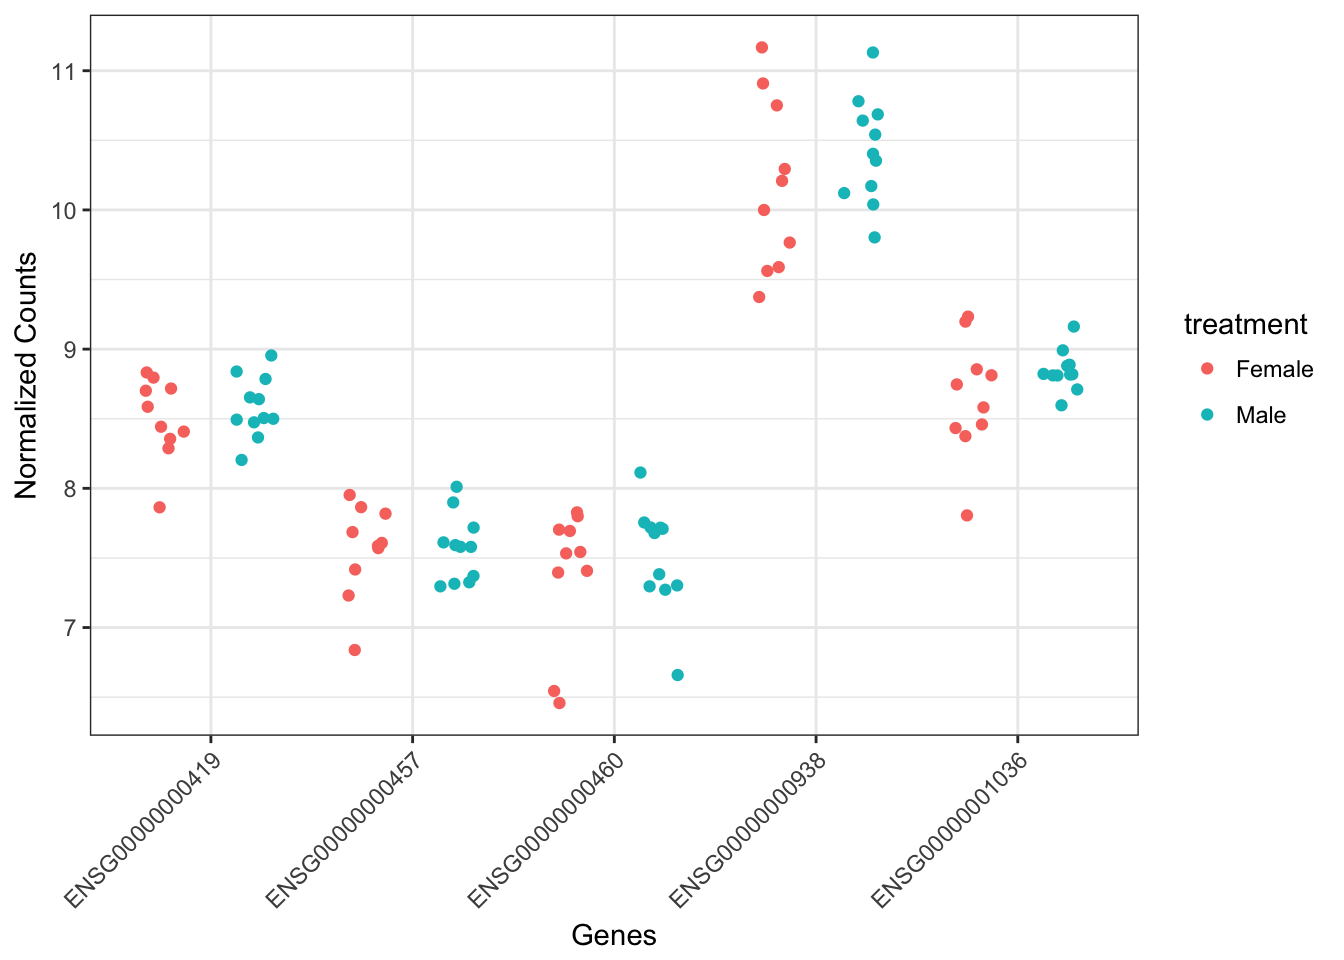 11
10
9
8
7
Normalized Counts
ENSG00000000419
ENSG00000000457
ENSG00000000460
ENSG00000000938
ENSG00000001036
Genes
treatment
Female
Male